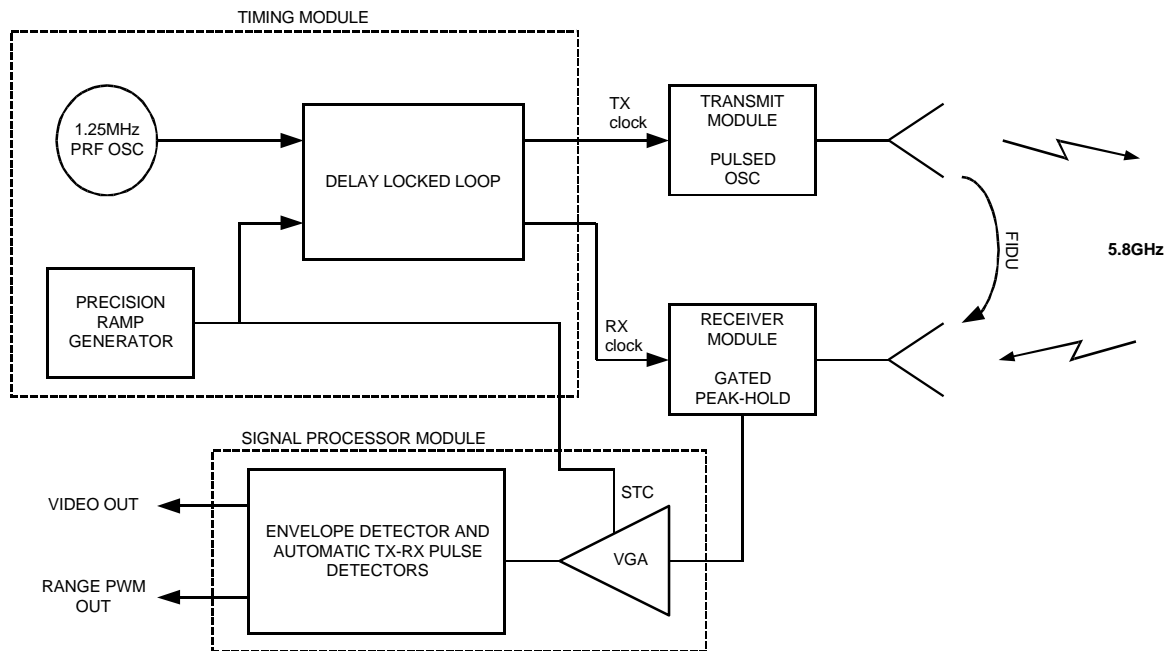 TIMING MODULE
1.25MHz
PRF OSC
DELAY LOCKED LOOP
TX
clock
TRANSMIT
MODULE
PULSED
OSC
FIDU
5.8GHz
PRECISION
RAMP
GENERATOR
RX
clock
RECEIVER
MODULE
GATED
PEAK-HOLD
SIGNAL PROCESSOR MODULE
VIDEO OUT
RANGE PWM
OUT
ENVELOPE DETECTOR AND
AUTOMATIC TX-RX PULSE
DETECTORS
STC
VGA